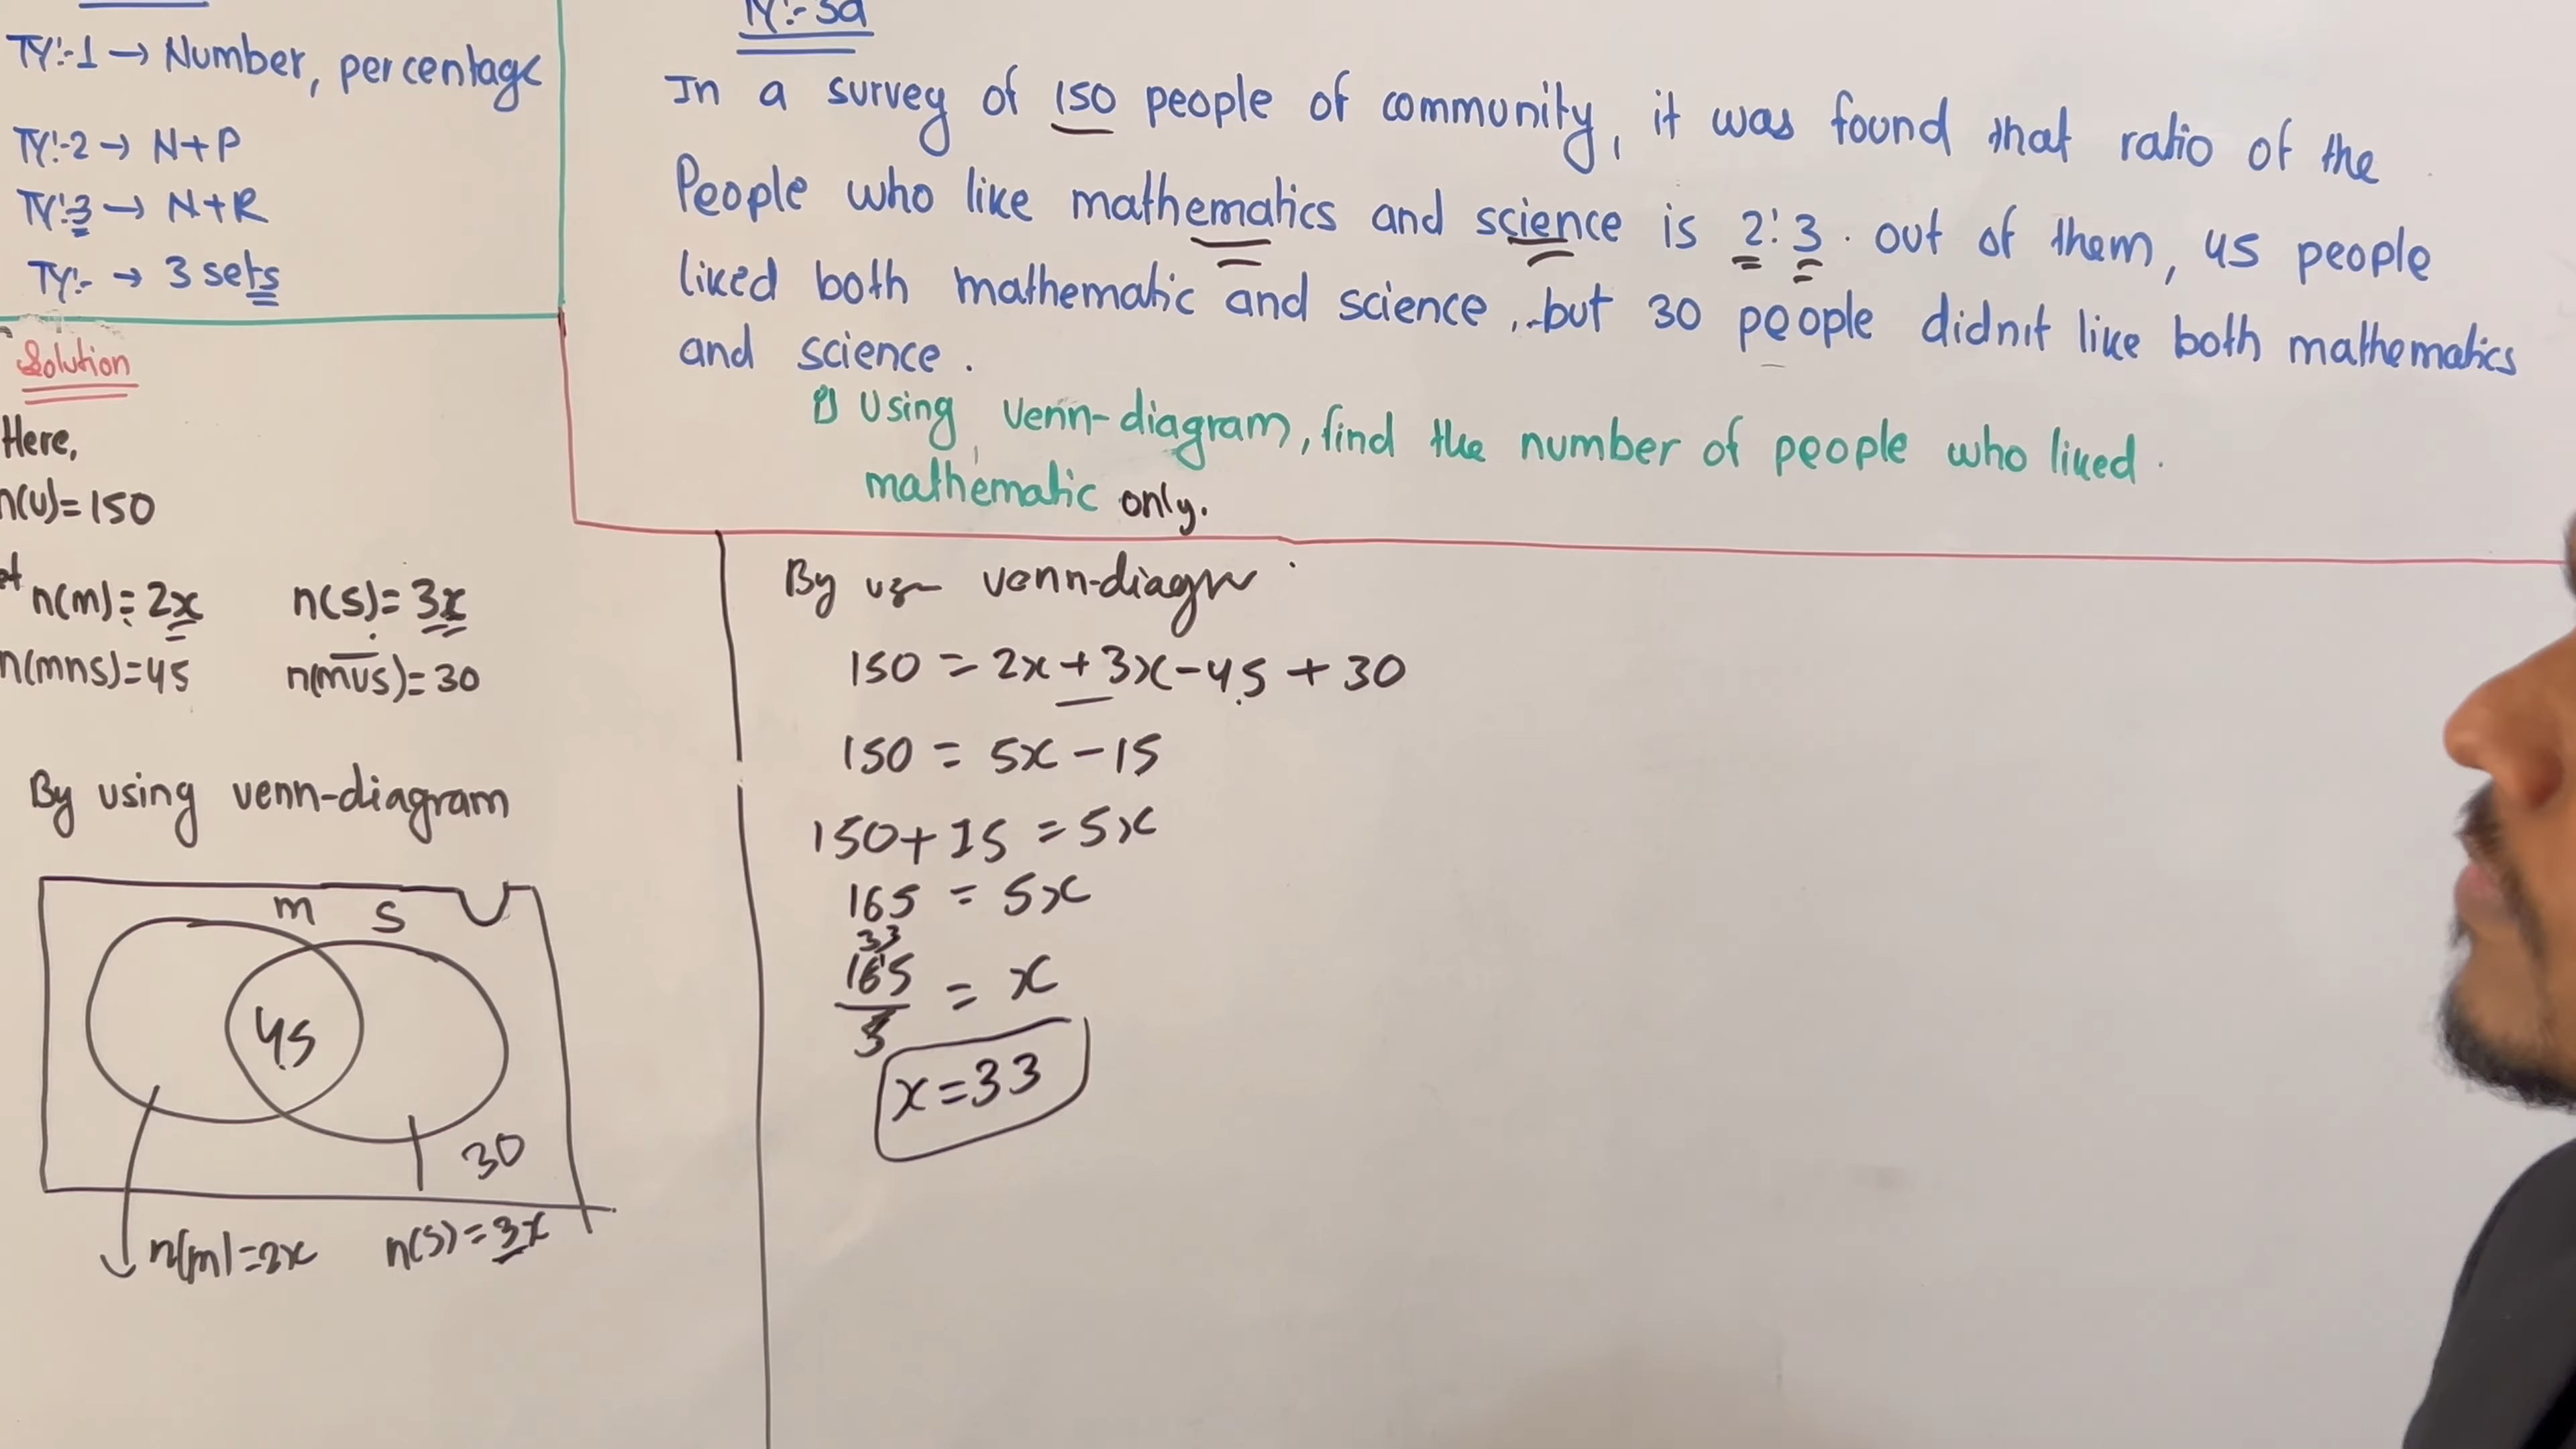 TY:-1 → Number, percentage
TY:-2 → N+P
TY:-3 → N+R
TY:- → 3 sets
TY:- 3a
In a survey of 150 people of community, it was found that ratio of the
People who like mathematics and science is 2:3. out of them, 45 people
liked both mathematic and science, but 30 people didn't like both mathematics
and science.
i) Using venn-diagram, find the number of people who liked
mathematic only.
Solution
Here,
n(U)=150
n(m)=2x n(s)=3x
n(m∩s)=45 n(m̅∪̅s̅)=30
By using venn-diagram
m s U
45
30
n(m)=2x n(s)=3x
By venn-diagr
150 = 2x+3x-45+30
150 = 5x-15
150+15 = 5x
165 = 5x
33
165/5 = x
x=33